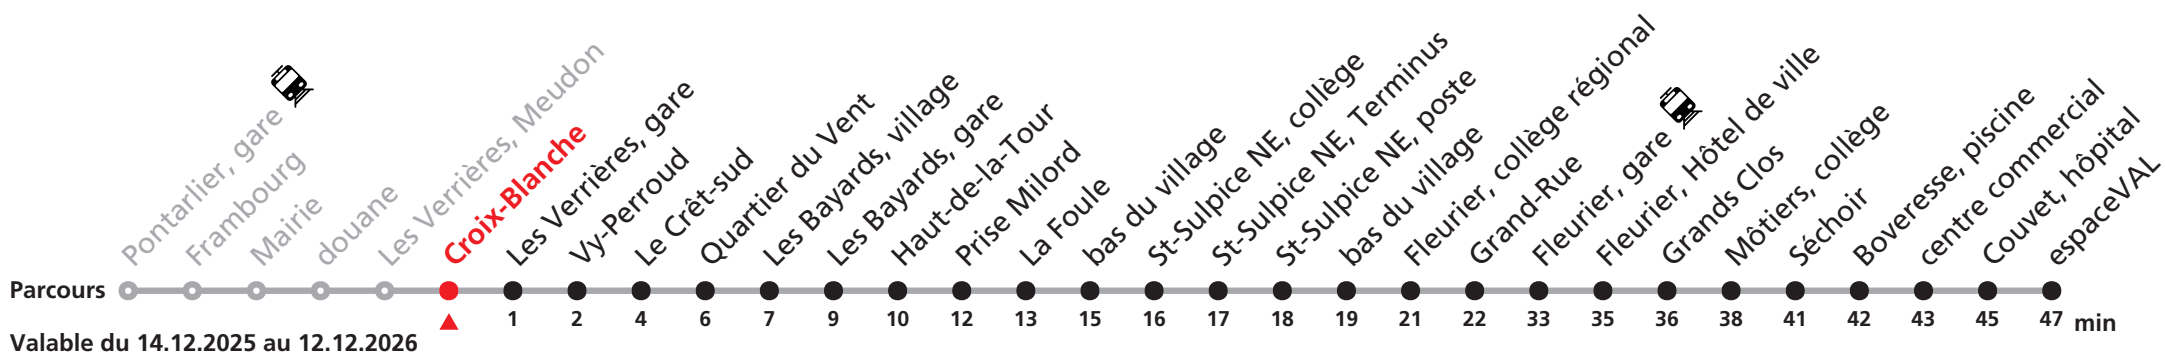 Pontarlier, gare
Frambourg
Mairie
douane
Les Verrières, Meudon
Croix-Blanche
Les Verrières, gare
Vy-Perroud
Le Crêt-sud
Quartier du Vent
Les Bayards, village
Les Bayards, gare
Haut-de-la-Tour
Prise Milord
La Foule
bas du village
St-Sulpice NE, collège
St-Sulpice NE, Terminus
St-Sulpice NE, poste
bas du village
Fleurier, collège régional
Grand-Rue
Fleurier, gare
Fleurier, Hôtel de ville
Grands Clos
Môtiers, collège
Séchoir
Boveresse, piscine
centre commercial
Couvet, hôpital
espaceVAL
Parcours
1 2 4 6 7 9 10 12 13 15 16 17 18 19 21 22 33 35 36 38 41 42 43 45 47 min
Valable du 14.12.2025 au 12.12.2026